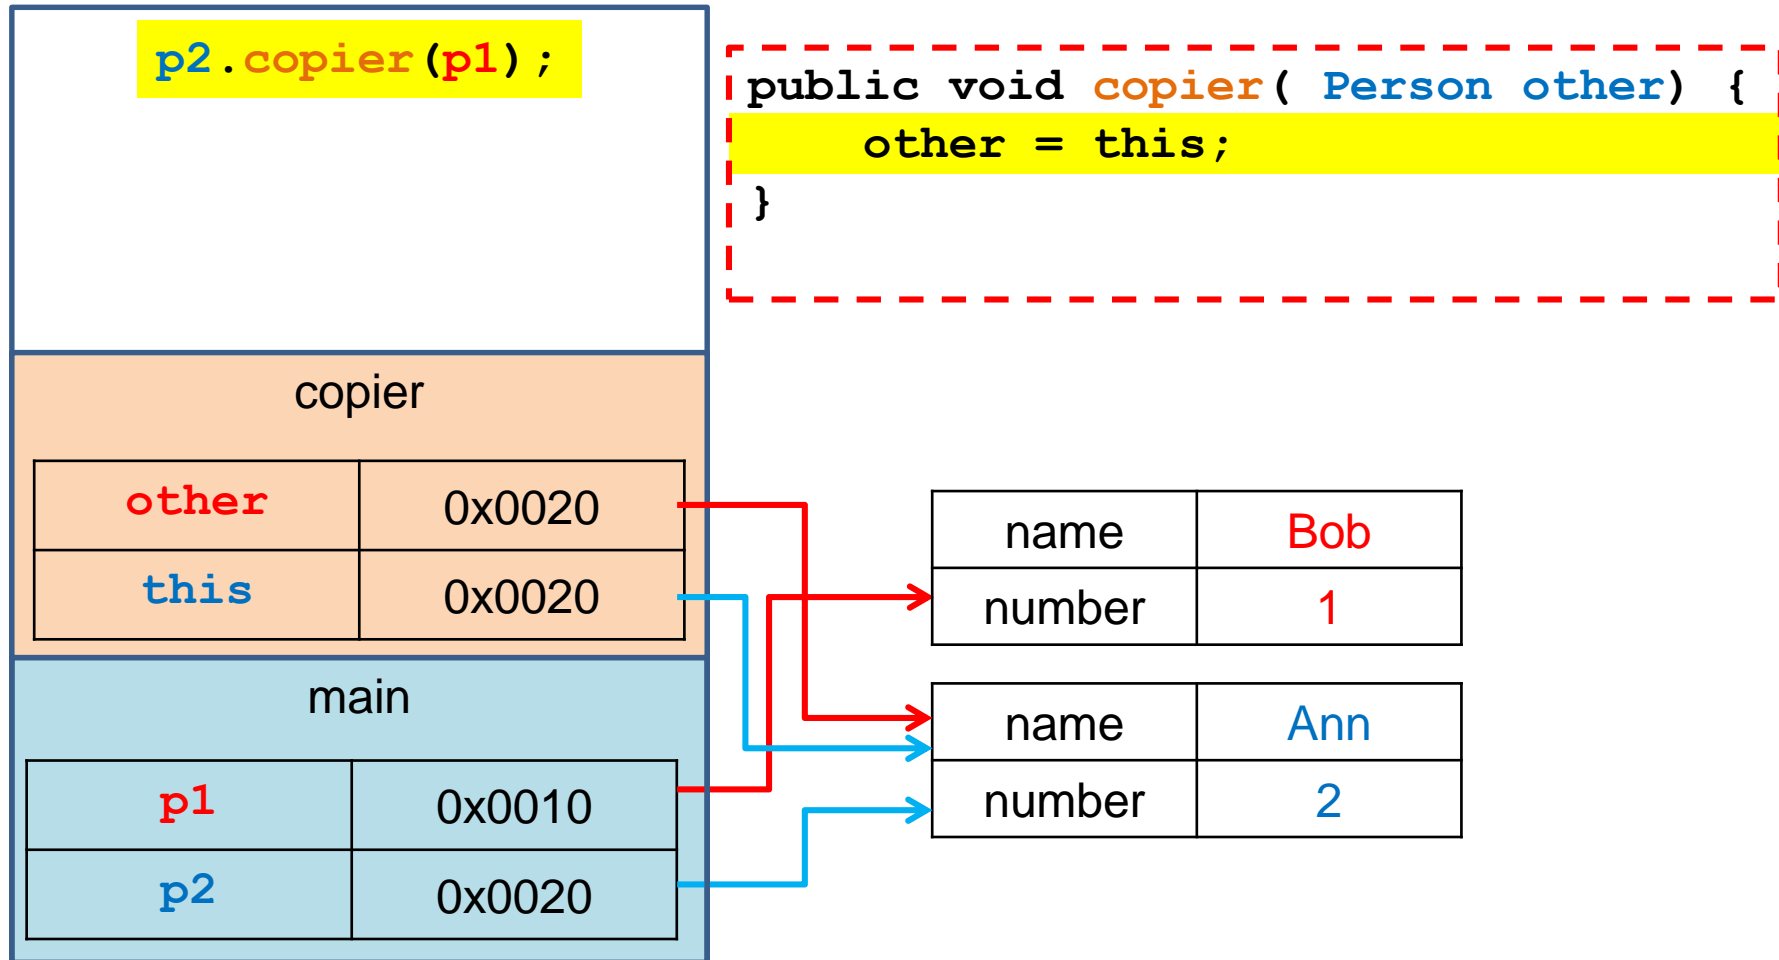 p2.copier(p1);
public void copier( Person other) {
other = this;
}
copier
other 0x0020
this 0x0020
main
p1 0x0010
p2 0x0020
name Bob
number 1
name Ann
number 2